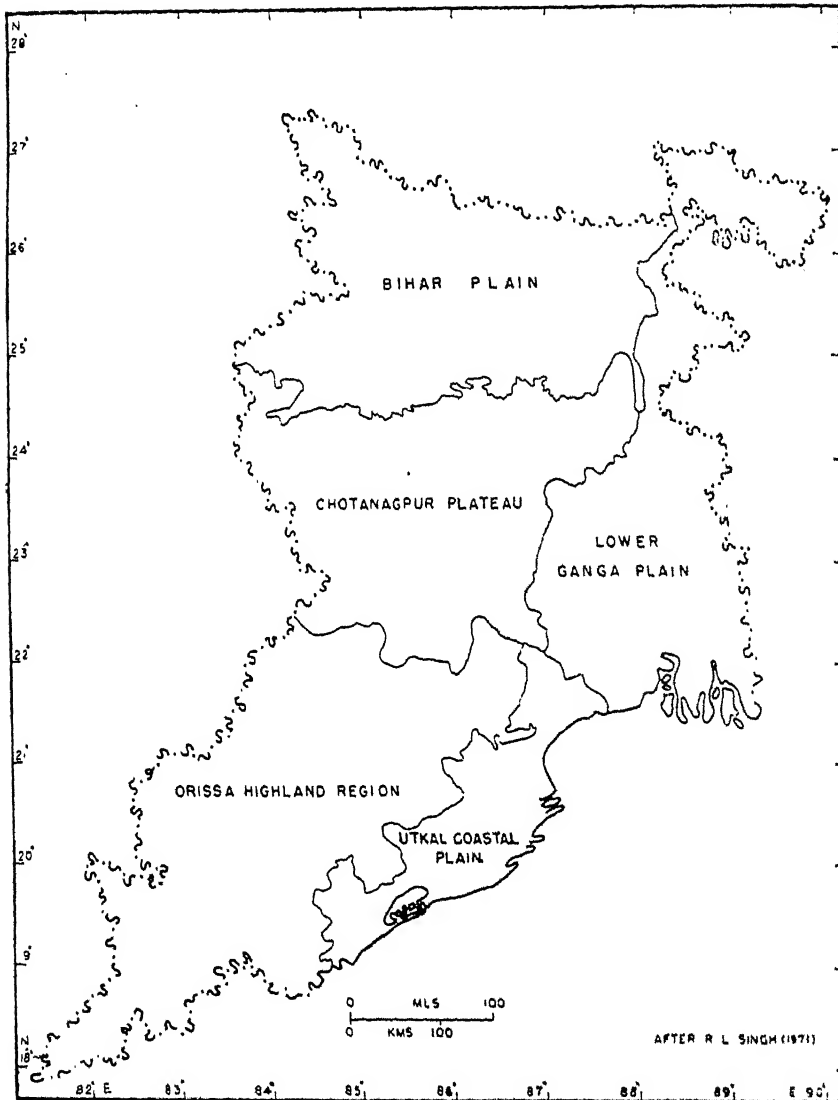 N
28°
27°
26°
25°
24°
23°
22°
21°
20°
19°
18° N
BIHAR PLAIN
CHOTANAGPUR PLATEAU
LOWER
GANGA PLAIN
ORISSA HIGHLAND REGION
UTKAL COASTAL
PLAIN
0 MLS 100
0 KMS 100
AFTER R L SINGH (1971)
82° E 83° 84° 85° 86° 87° 88° 89° E 90°